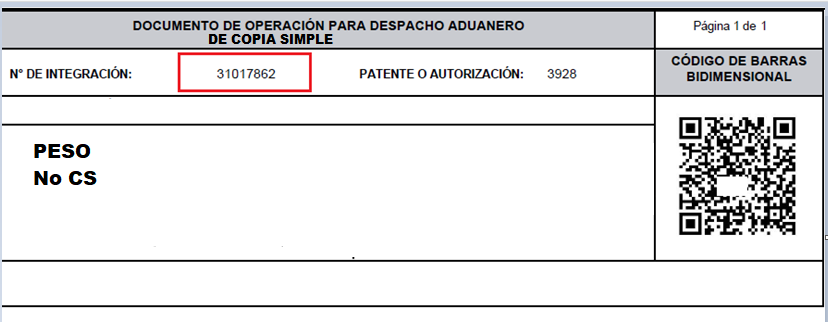 DOCUMENTO DE OPERACIÓN PARA DESPACHO ADUANERO
DE COPIA SIMPLE
Página 1 de 1
N° DE INTEGRACIÓN: 31017862 PATENTE O AUTORIZACIÓN: 3928
CÓDIGO DE BARRAS
BIDIMENSIONAL
PESO
No CS